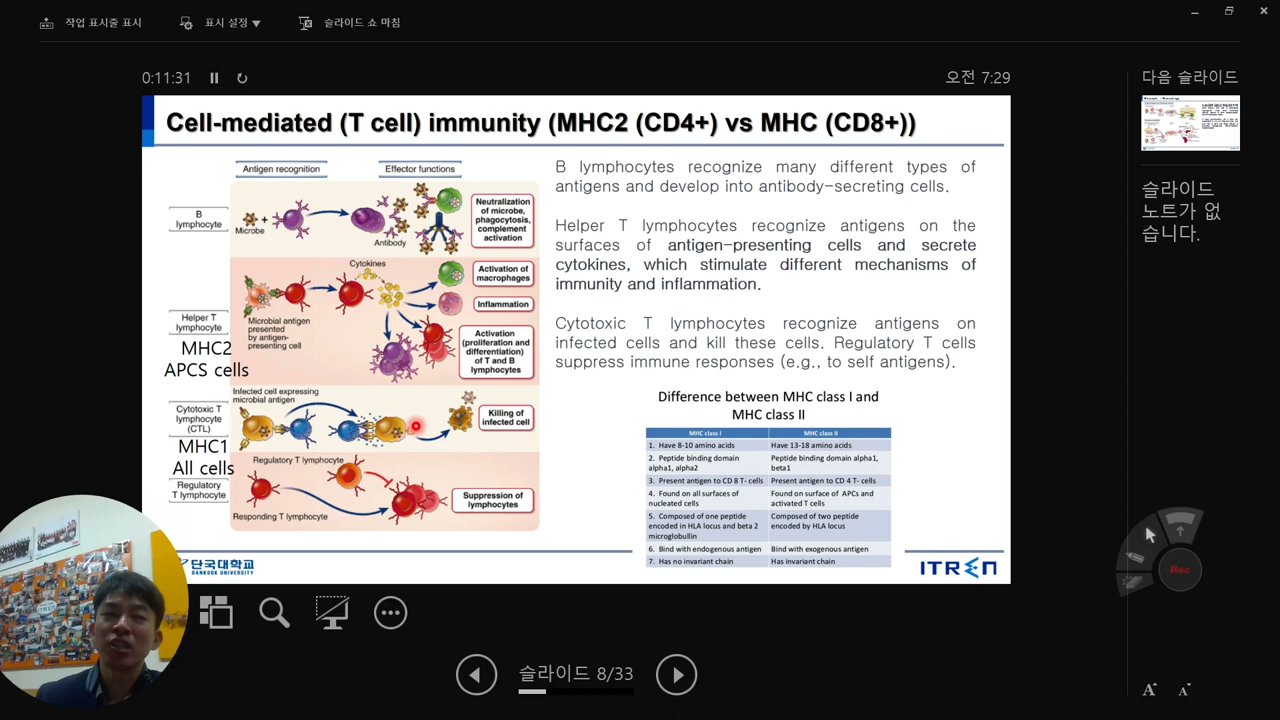 작업 표시줄 표시
표시 설정
슬라이드 쇼 마침
0:11:31
오전 7:29
다음 슬라이드
Cell-mediated (T cell) immunity (MHC2 (CD4+) vs MHC (CD8+))
Antigen recognition
Effector functions
B
lymphocyte
Microbe
Antibody
Neutralization
of microbe,
phagocytosis,
complement
activation
Helper T
lymphocyte
MHC2
APCS cells
Cytokines
Microbial antigen
presented
by antigen-
presenting cell
Activation of
macrophages
Inflammation
Activation
(proliferation and
differentiation)
of T and B
lymphocytes
Cytotoxic T
lymphocyte
(CTL)
MHC1
All cells
Infected cell expressing
microbial antigen
Killing of
infected cell
Regulatory
T lymphocyte
Regulatory T lymphocyte
Responding T lymphocyte
Suppression of
lymphocytes
B lymphocytes recognize many different types of
antigens and develop into antibody-secreting cells.
Helper T lymphocytes recognize antigens on the
surfaces of antigen-presenting cells and secrete
cytokines, which stimulate different mechanisms of
immunity and inflammation.
Cytotoxic T lymphocytes recognize antigens on
infected cells and kill these cells. Regulatory T cells
suppress immune responses (e.g., to self antigens).
Difference between MHC class I and
MHC class II
MHC class I
MHC class II
1. Have 8-10 amino acids
Have 13-18 amino acids
2. Peptide binding domain
alpha1, alpha2
Peptide binding domain alpha1,
beta1
3. Present antigen to CD 8 T- cells
Present antigen to CD 4 T- cells
4. Found on all surfaces of
nucleated cells
Found on surface of APCs and
activated T cells
5. Composed of one peptide
encoded in HLA locus and beta 2
microglobullin
Composed of two peptide
encoded by HLA locus
6. Bind with endogenous antigen
Bind with exogenous antigen
7. Has no invariant chain
Has invariant chain
단국대학교
DANKOOK UNIVERSITY
ITREN
슬라이드
노트가 없
습니다.
Rec
슬라이드 8/33
A A